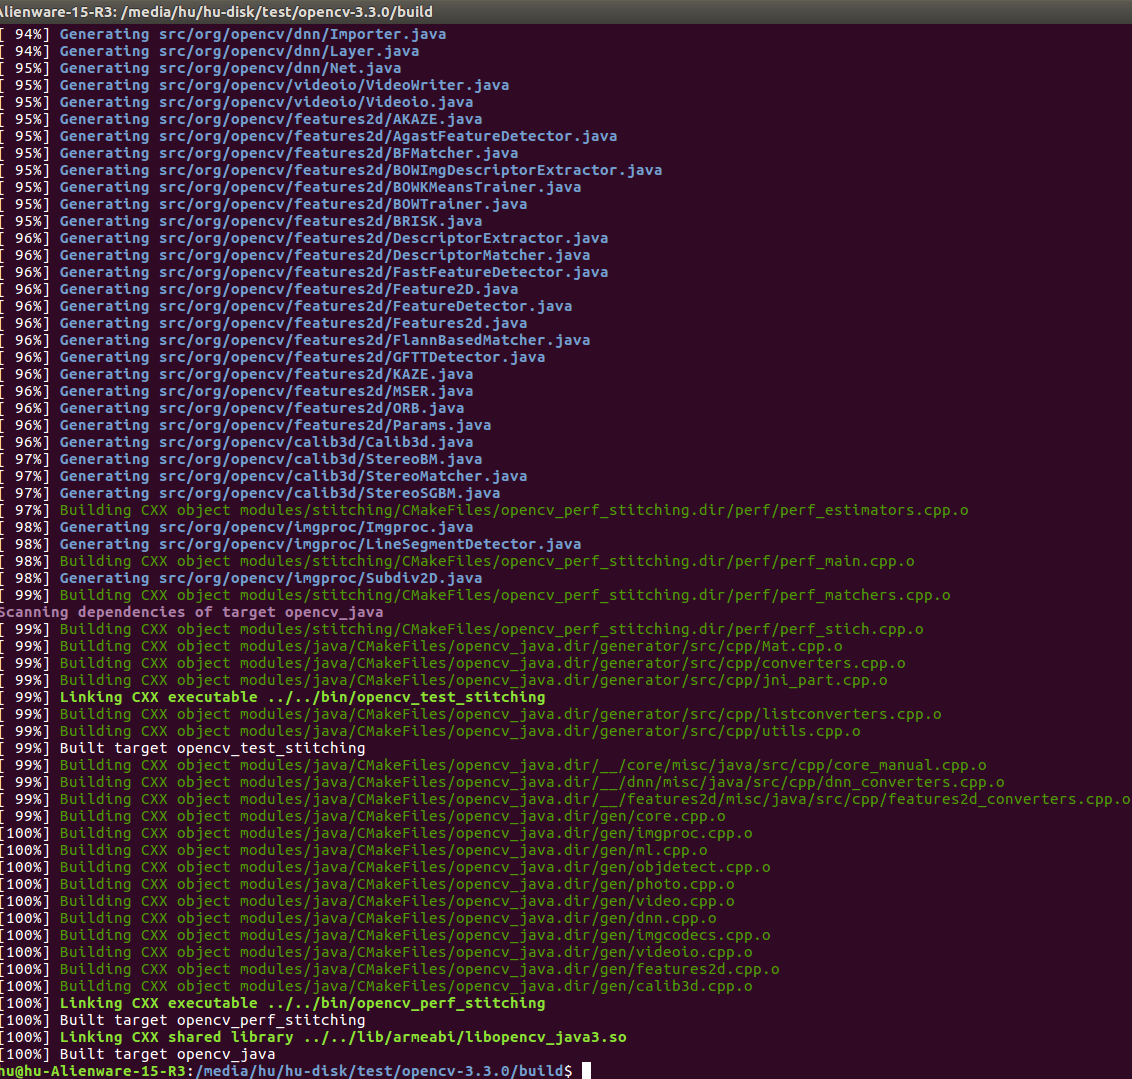 Alienware-15-R3: /media/hu/hu-disk/test/opencv-3.3.0/build
[ 94%] Generating src/org/opencv/dnn/Importer.java
[ 94%] Generating src/org/opencv/dnn/Layer.java
[ 95%] Generating src/org/opencv/dnn/Net.java
[ 95%] Generating src/org/opencv/videoio/VideoWriter.java
[ 95%] Generating src/org/opencv/videoio/Videoio.java
[ 95%] Generating src/org/opencv/features2d/AKAZE.java
[ 95%] Generating src/org/opencv/features2d/AgastFeatureDetector.java
[ 95%] Generating src/org/opencv/features2d/BFMatcher.java
[ 95%] Generating src/org/opencv/features2d/BOWImgDescriptorExtractor.java
[ 95%] Generating src/org/opencv/features2d/BOWKMeansTrainer.java
[ 95%] Generating src/org/opencv/features2d/BOWTrainer.java
[ 95%] Generating src/org/opencv/features2d/BRISK.java
[ 96%] Generating src/org/opencv/features2d/DescriptorExtractor.java
[ 96%] Generating src/org/opencv/features2d/DescriptorMatcher.java
[ 96%] Generating src/org/opencv/features2d/FastFeatureDetector.java
[ 96%] Generating src/org/opencv/features2d/Feature2D.java
[ 96%] Generating src/org/opencv/features2d/FeatureDetector.java
[ 96%] Generating src/org/opencv/features2d/Features2d.java
[ 96%] Generating src/org/opencv/features2d/FlannBasedMatcher.java
[ 96%] Generating src/org/opencv/features2d/GFTTDetector.java
[ 96%] Generating src/org/opencv/features2d/KAZE.java
[ 96%] Generating src/org/opencv/features2d/MSER.java
[ 96%] Generating src/org/opencv/features2d/ORB.java
[ 96%] Generating src/org/opencv/features2d/Params.java
[ 96%] Generating src/org/opencv/calib3d/Calib3d.java
[ 97%] Generating src/org/opencv/calib3d/StereoBM.java
[ 97%] Generating src/org/opencv/calib3d/StereoMatcher.java
[ 97%] Generating src/org/opencv/calib3d/StereoSGBM.java
[ 97%] Building CXX object modules/stitching/CMakeFiles/opencv_perf_stitching.dir/perf/perf_estimators.cpp.o
[ 98%] Generating src/org/opencv/imgproc/Imgproc.java
[ 98%] Generating src/org/opencv/imgproc/LineSegmentDetector.java
[ 98%] Building CXX object modules/stitching/CMakeFiles/opencv_perf_stitching.dir/perf/perf_main.cpp.o
[ 98%] Generating src/org/opencv/imgproc/Subdiv2D.java
[ 99%] Building CXX object modules/stitching/CMakeFiles/opencv_perf_stitching.dir/perf/perf_matchers.cpp.o
Scanning dependencies of target opencv_java
[ 99%] Building CXX object modules/stitching/CMakeFiles/opencv_perf_stitching.dir/perf/perf_stich.cpp.o
[ 99%] Building CXX object modules/java/CMakeFiles/opencv_java.dir/generator/src/cpp/Mat.cpp.o
[ 99%] Building CXX object modules/java/CMakeFiles/opencv_java.dir/generator/src/cpp/converters.cpp.o
[ 99%] Building CXX object modules/java/CMakeFiles/opencv_java.dir/generator/src/cpp/jni_part.cpp.o
[ 99%] Linking CXX executable ../../bin/opencv_test_stitching
[ 99%] Building CXX object modules/java/CMakeFiles/opencv_java.dir/generator/src/cpp/listconverters.cpp.o
[ 99%] Building CXX object modules/java/CMakeFiles/opencv_java.dir/generator/src/cpp/utils.cpp.o
[ 99%] Built target opencv_test_stitching
[ 99%] Building CXX object modules/java/CMakeFiles/opencv_java.dir/__/core/misc/java/src/cpp/core_manual.cpp.o
[ 99%] Building CXX object modules/java/CMakeFiles/opencv_java.dir/__/dnn/misc/java/src/cpp/dnn_converters.cpp.o
[ 99%] Building CXX object modules/java/CMakeFiles/opencv_java.dir/__/features2d/misc/java/src/cpp/features2d_converters.cpp.o
[ 99%] Building CXX object modules/java/CMakeFiles/opencv_java.dir/gen/core.cpp.o
[100%] Building CXX object modules/java/CMakeFiles/opencv_java.dir/gen/imgproc.cpp.o
[100%] Building CXX object modules/java/CMakeFiles/opencv_java.dir/gen/ml.cpp.o
[100%] Building CXX object modules/java/CMakeFiles/opencv_java.dir/gen/objdetect.cpp.o
[100%] Building CXX object modules/java/CMakeFiles/opencv_java.dir/gen/photo.cpp.o
[100%] Building CXX object modules/java/CMakeFiles/opencv_java.dir/gen/video.cpp.o
[100%] Building CXX object modules/java/CMakeFiles/opencv_java.dir/gen/dnn.cpp.o
[100%] Building CXX object modules/java/CMakeFiles/opencv_java.dir/gen/imgcodecs.cpp.o
[100%] Building CXX object modules/java/CMakeFiles/opencv_java.dir/gen/videoio.cpp.o
[100%] Building CXX object modules/java/CMakeFiles/opencv_java.dir/gen/features2d.cpp.o
[100%] Building CXX object modules/java/CMakeFiles/opencv_java.dir/gen/calib3d.cpp.o
[100%] Linking CXX executable ../../bin/opencv_perf_stitching
[100%] Built target opencv_perf_stitching
[100%] Linking CXX shared library ../../lib/armeabi/libopencv_java3.so
[100%] Built target opencv_java
hu@hu-Alienware-15-R3:/media/hu/hu-disk/test/opencv-3.3.0/build$